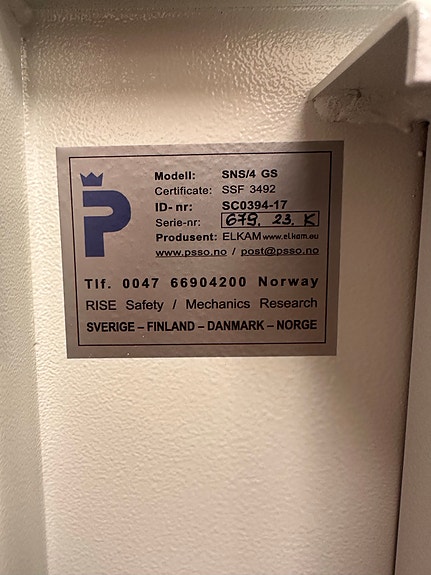 P
Modell: SNS/4 GS
Certificate: SSF 3492
ID- nr: SC0394-17
Serie-nr: 679. 23. K
Produsent: ELKAM www.elkam.eu
www.psso.no / post@psso.no
Tlf. 0047 66904200 Norway
RISE Safety / Mechanics Research
SVERIGE – FINLAND – DANMARK – NORGE